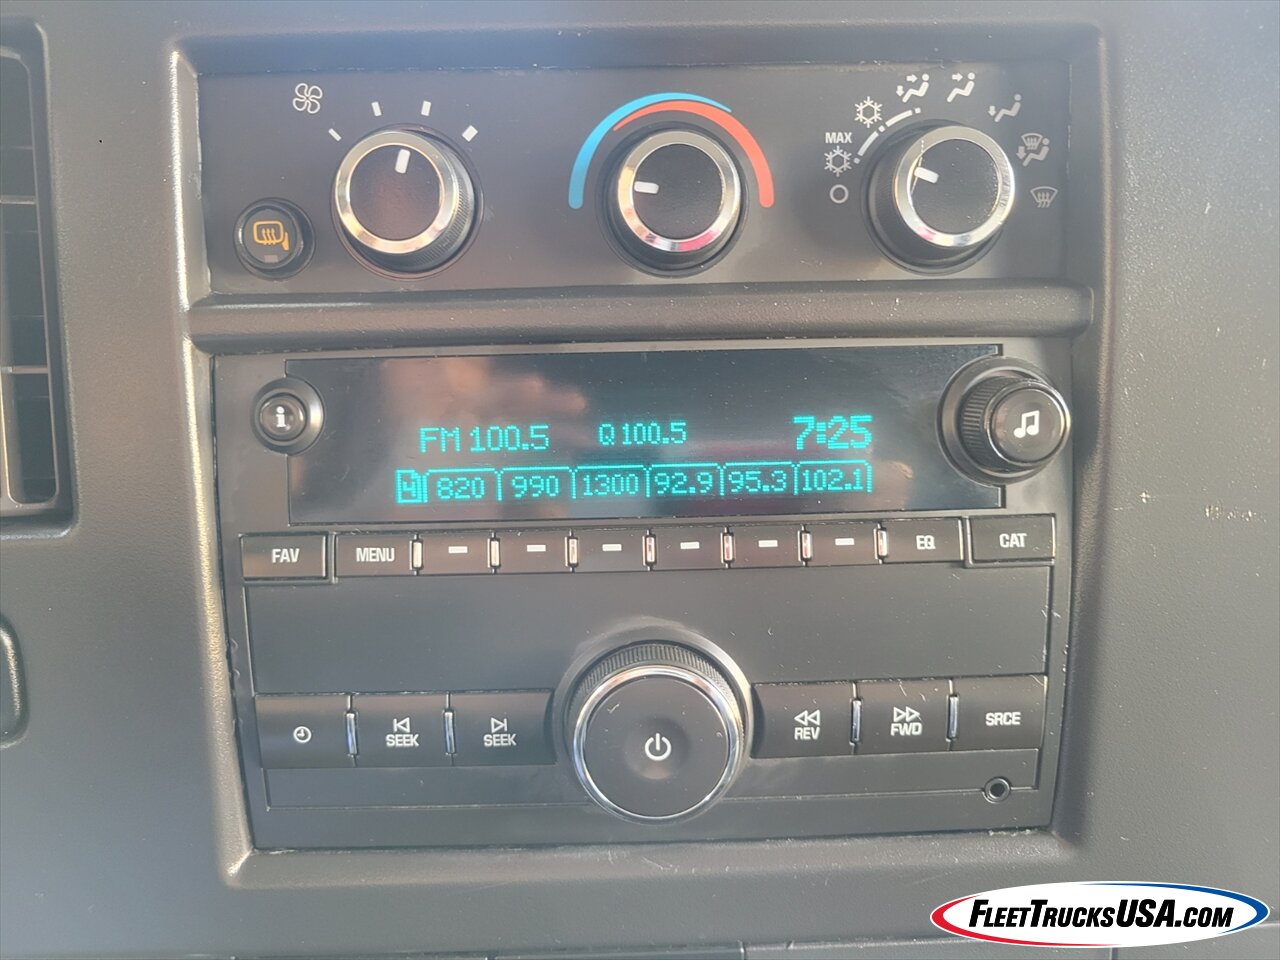 MAX
i
FM 100.5 Q 100.5 7:25
4 820 990 1300 92.9 95.3 102.1
FAV MENU EQ CAT
SEEK SEEK REV FWD SRCE
FLEETTRUCKSUSA.COM